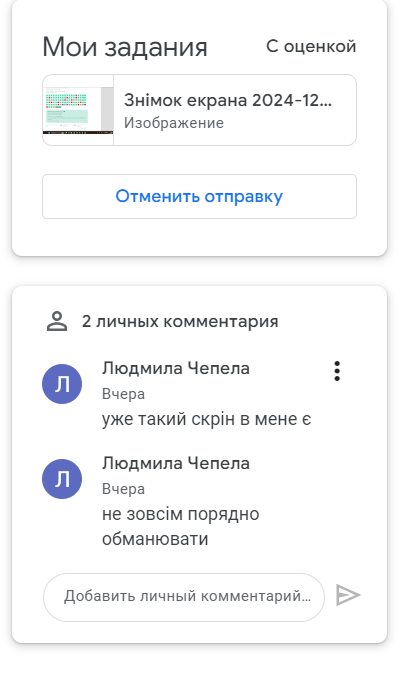 Мои задания
С оценкой
Знімок екрана 2024-12...
Изображение
Отменить отправку
2 личных комментария
Л
Людмила Чепела
Вчера
уже такий скрін в мене є
Л
Людмила Чепела
Вчера
не зовсім порядно
обманювати
Добавить личный комментарий...